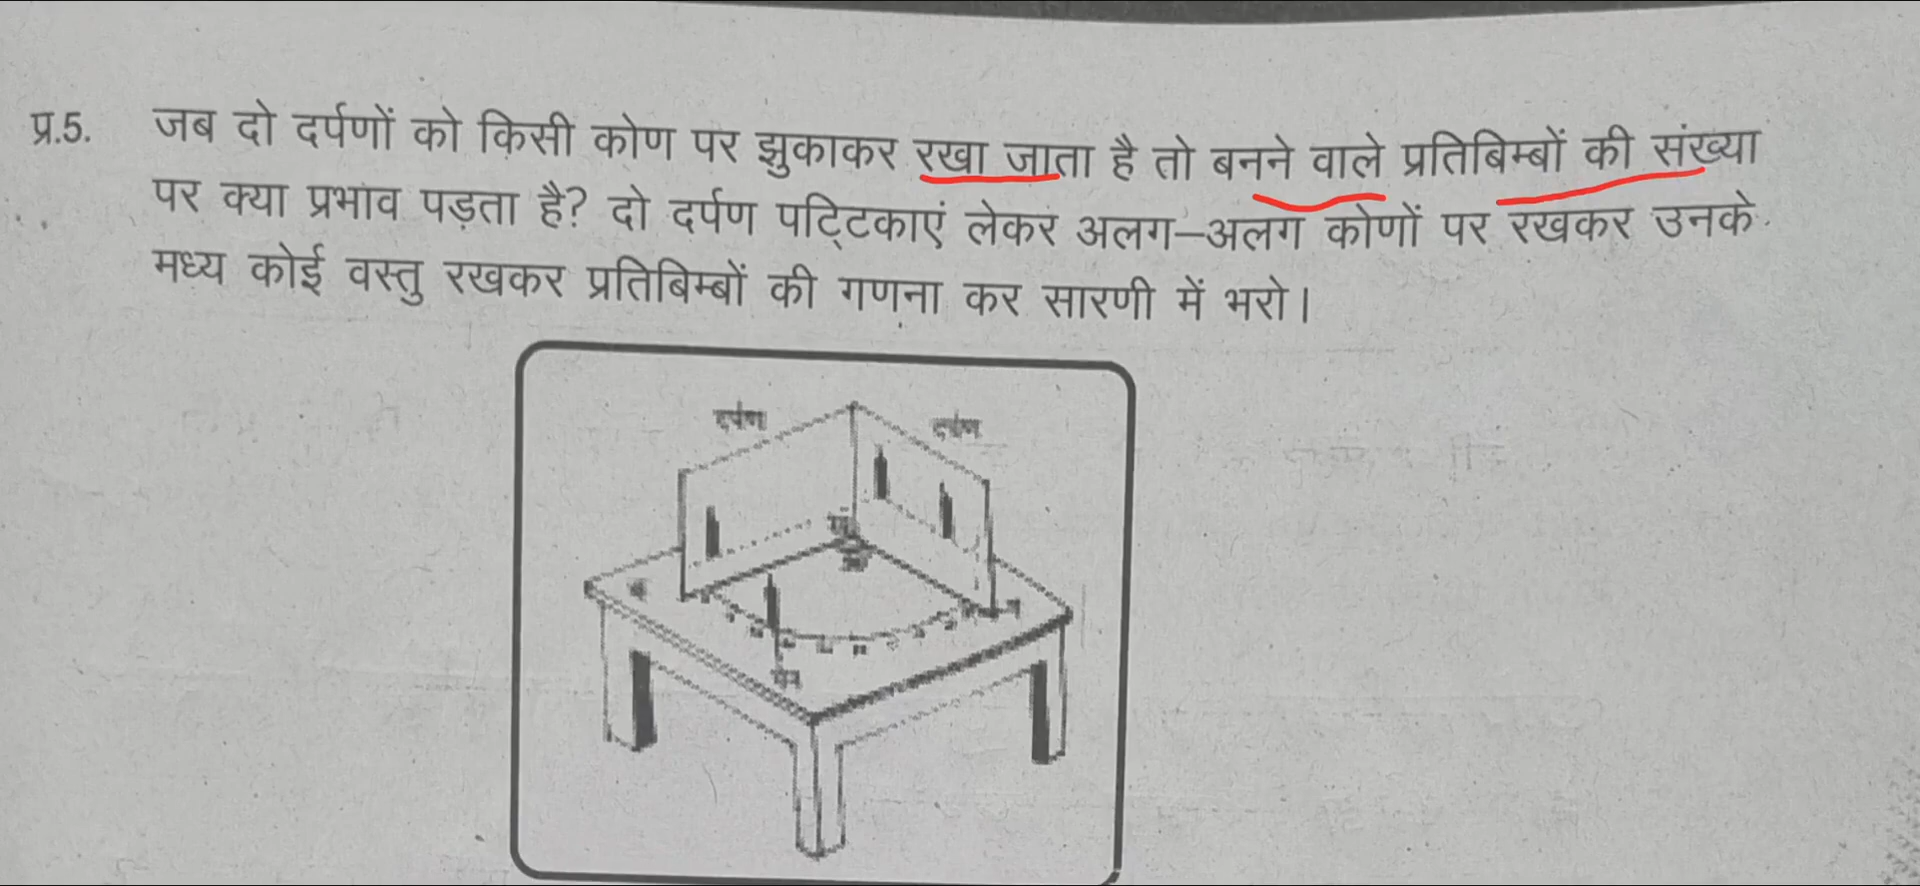 प्र.5. जब दो दर्पणों को किसी कोण पर झुकाकर रखा जाता है तो बनने वाले प्रतिबिम्बों की संख्या
पर क्या प्रभाव पड़ता है? दो दर्पण पट्टिकाएं लेकर अलग–अलग कोणों पर रखकर उनके
मध्य कोई वस्तु रखकर प्रतिबिम्बों की गणना कर सारणी में भरो।
दर्पण दर्पण